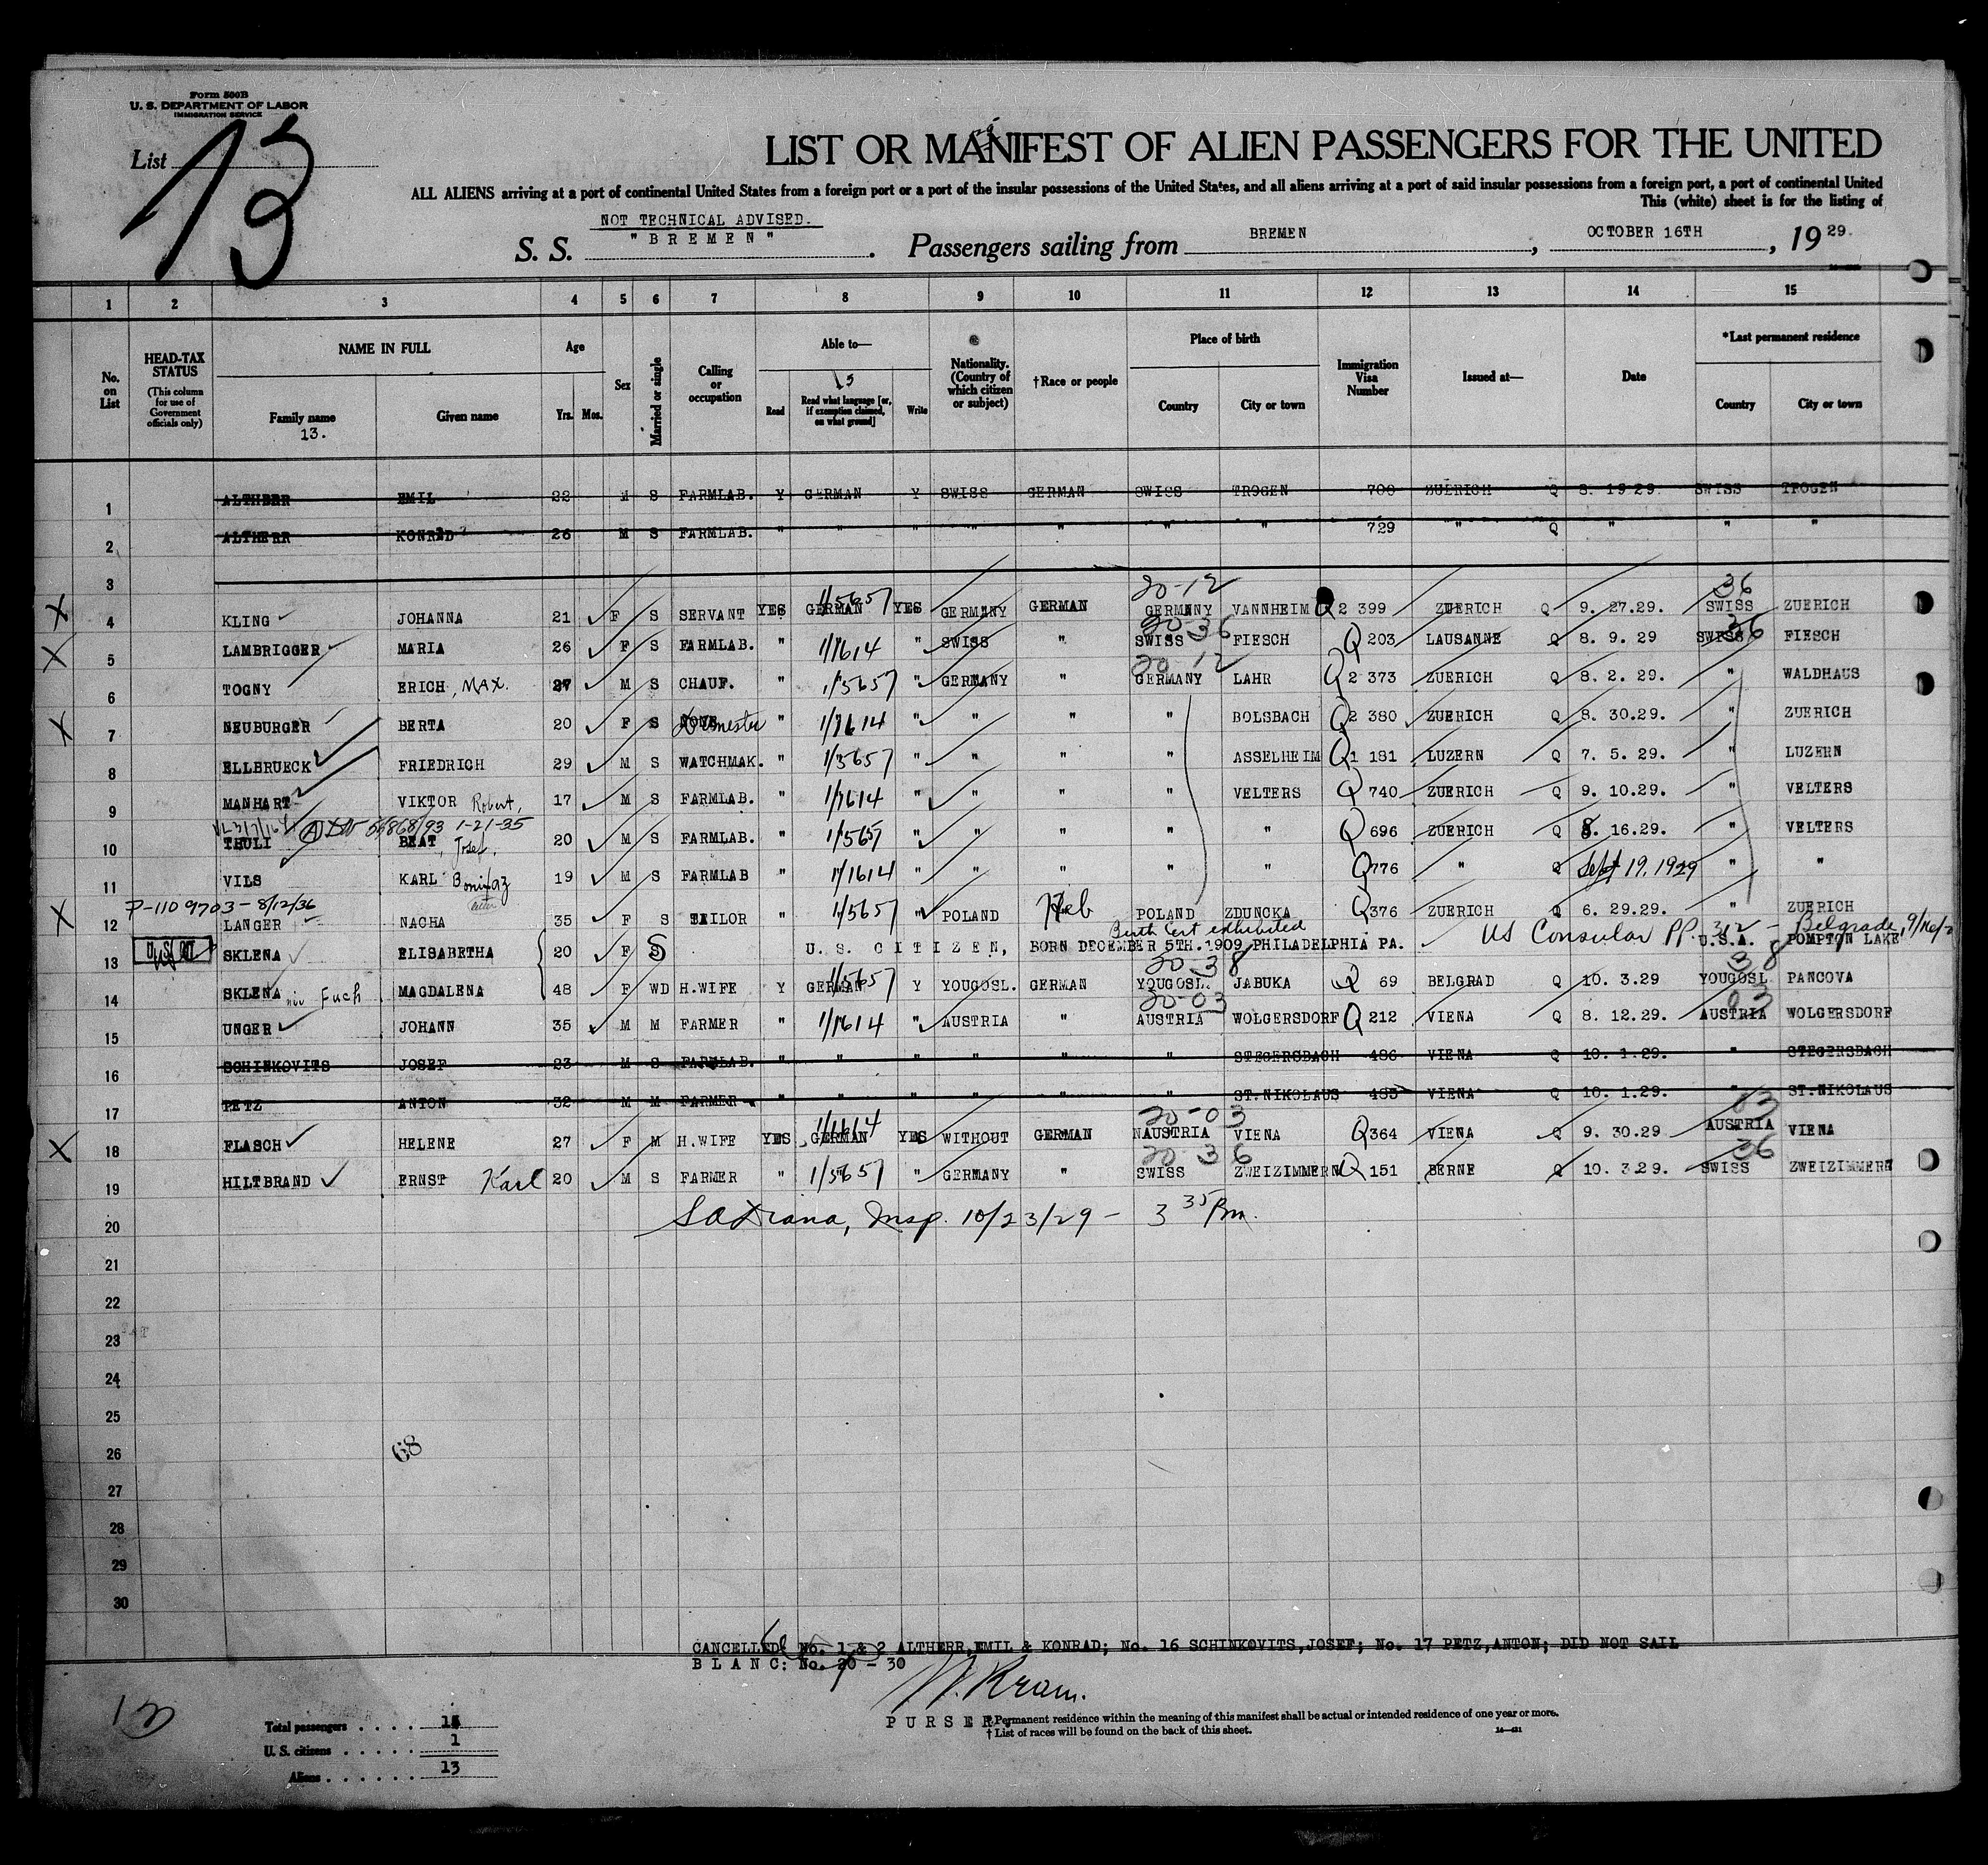 Form 500B
U. S. DEPARTMENT OF LABOR
IMMIGRATION SERVICE
List 13
LIST OR MANIFEST OF ALIEN PASSENGERS FOR THE UNITED
ALL ALIENS arriving at a port of continental United States from a foreign port or a port of the insular possessions of the United States, and all aliens arriving at a port of said insular possessions from a foreign port, a port of continental United
This (white) sheet is for the listing of
NOT TECHNICAL ADVISED.
S. S. "BREMEN". Passengers sailing from BREMEN, OCTOBER 16TH, 1929.
1 2 3 4 5 6 7 8 9 10 11 12 13 14 15
No. on List
HEAD-TAX STATUS (This column for use of Government officials only)
NAME IN FULL
Family name
13.
Given name
Age
Yrs. Mos.
Sex
Married or single
Calling or occupation
Able to—
Read
Read what language [or, if exemption claimed, on what ground]
Write
Nationality. (Country of which citizen or subject)
†Race or people
Place of birth
Country
City or town
Immigration Visa Number
Issued at—
Date
*Last permanent residence
Country
City or town
1 ALTHERR EMIL 22 M S FARMLAB. Y GERMAN Y SWISS GERMAN SWISS TROGEN 700 ZUERICH Q 8. 19 29 SWISS TROGEN
2 ALTHERR KONRAD 26 M S FARMLAB. " " " " " " " 729 " Q " " "
3
20-12 36
X 4 KLING JOHANNA 21 F S SERVANT YES GERMAN 1/5657 YES GERMANY GERMAN GERMANY VANNHEIM Q 2 399 ZUERICH Q 9. 27.29. SWISS ZUERICH
20-36 36
X 5 LAMBRIGGER MARIA 26 F S FARMLAB. " 1/1614 " SWISS " SWISS FIESCH Q 203 LAUSANNE Q 8. 9. 29 SWISS FIESCH
20-12
6 TOGNY ERICH, MAX. 27 M S CHAUF. " 1/5657 " GERMANY " GERMANY LAHR Q 2 373 ZUERICH Q 8. 2. 29. " WALDHAUS
X 7 NEUBURGER BERTA 20 F S Domestic " 1/1614 " " " " BOLSBACH Q 2 380 ZUERICH Q 8. 30.29. " ZUERICH
8 ELLBRUECK FRIEDRICH 29 M S WATCHMAK. " 1/5657 " " " " ASSELHEIM Q 1 181 LUZERN Q 7. 5. 29. " LUZERN
9 MANHART VIKTOR Robert, 17 M S FARMLAB. " 1/1614 " " " " VELTERS Q 740 ZUERICH Q 9. 10.29. " VELTERS
1-21-35
10 THULI BEAT, Josef, 20 M S FARMLAB. " 1/565 " " " " " Q 696 ZUERICH Q 8. 16.29. " VELTERS
11 VILS KARL Bonifaz 19 M S FARMLAB " 1/1614 " " " " " Q 776 " Q Sept 19, 1929 " "
P-110 9703 - 8/12/36
X 12 LANGER NACHA 35 F S TAILOR " 1/5657 " POLAND Heb POLAND ZDUNCKA Q 376 ZUERICH Q 6. 29.29. " ZUERICH
Birth Cert exhibited US Consular PP. 312 - Belgrade,
13 SKLENA ELISABETHA 20 F S U. S. CITIZEN, BORN DECEMBER 5TH.1909 PHILADELPHIA PA. U.S.A. POMPTON LAKE
20-38 38
14 SKLENA Fuch MAGDALENA 48 F WD H.WIFE Y GERMAN 1/5657 Y YOUGOSL. GERMAN YOUGOSL. JABUKA Q 69 BELGRAD Q 10. 3.29 YOUGOSL PANCOVA
20-03 03
15 UNGER JOHANN 35 M M FARMER " 1/1614 " AUSTRIA " AUSTRIA WOLGERSDORF Q 212 VIENA Q 8. 12.29. AUSTRIA WOLGERSDORF
16 SCHINKOVITS JOSEF 23 M S FARMLAB. " " " " " " STEGERSBACH 486 VIENA Q 10. 1.29. " STEGERSBACH
17 PETZ ANTON 32 M M FARMER " " " " " " ST.NIKOLAUS 485 VIENA Q 10. 1.29. " ST.NIKOLAUS
20-03 03
X 18 FLASCH HELENE 27 F M H.WIFE YES GERMAN 1/1614 YES WITHOUT GERMAN AUSTRIA VIENA Q 364 VIENA Q 9. 30.29 AUSTRIA VIENA
20 36 36
19 HILTBRAND ERNST Karl 20 M S FARMER " 1/5657 " GERMANY " SWISS ZWEIZIMMERN Q 151 BERNE Q 10. 3.29. SWISS ZWEIZIMMERN
20 Insp. 10/23/29 - 3 35 Pm.
21
22
23
24
25
26
68
27
28
29
30
CANCELLED: No. 1 & 2 ALTHERR,EMIL & KONRAD; No. 16 SCHINKOVITS,JOSEF; No. 17 PETZ,ANTON; DID NOT SAIL
BLANC: No. 20 - 30
W. Kram.
PURSER.
* Permanent residence within the meaning of this manifest shall be actual or intended residence of one year or more.
† List of races will be found on the back of this sheet.
13
Total passengers . . . . 15
U. S. citizens . . . . . 1
Aliens . . . . . . 13